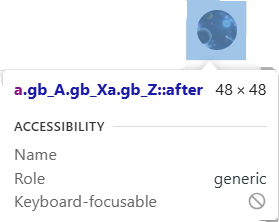 a.gb_A.gb_Xa.gb_Z::after 48 × 48
ACCESSIBILITY
Name
Role generic
Keyboard-focusable